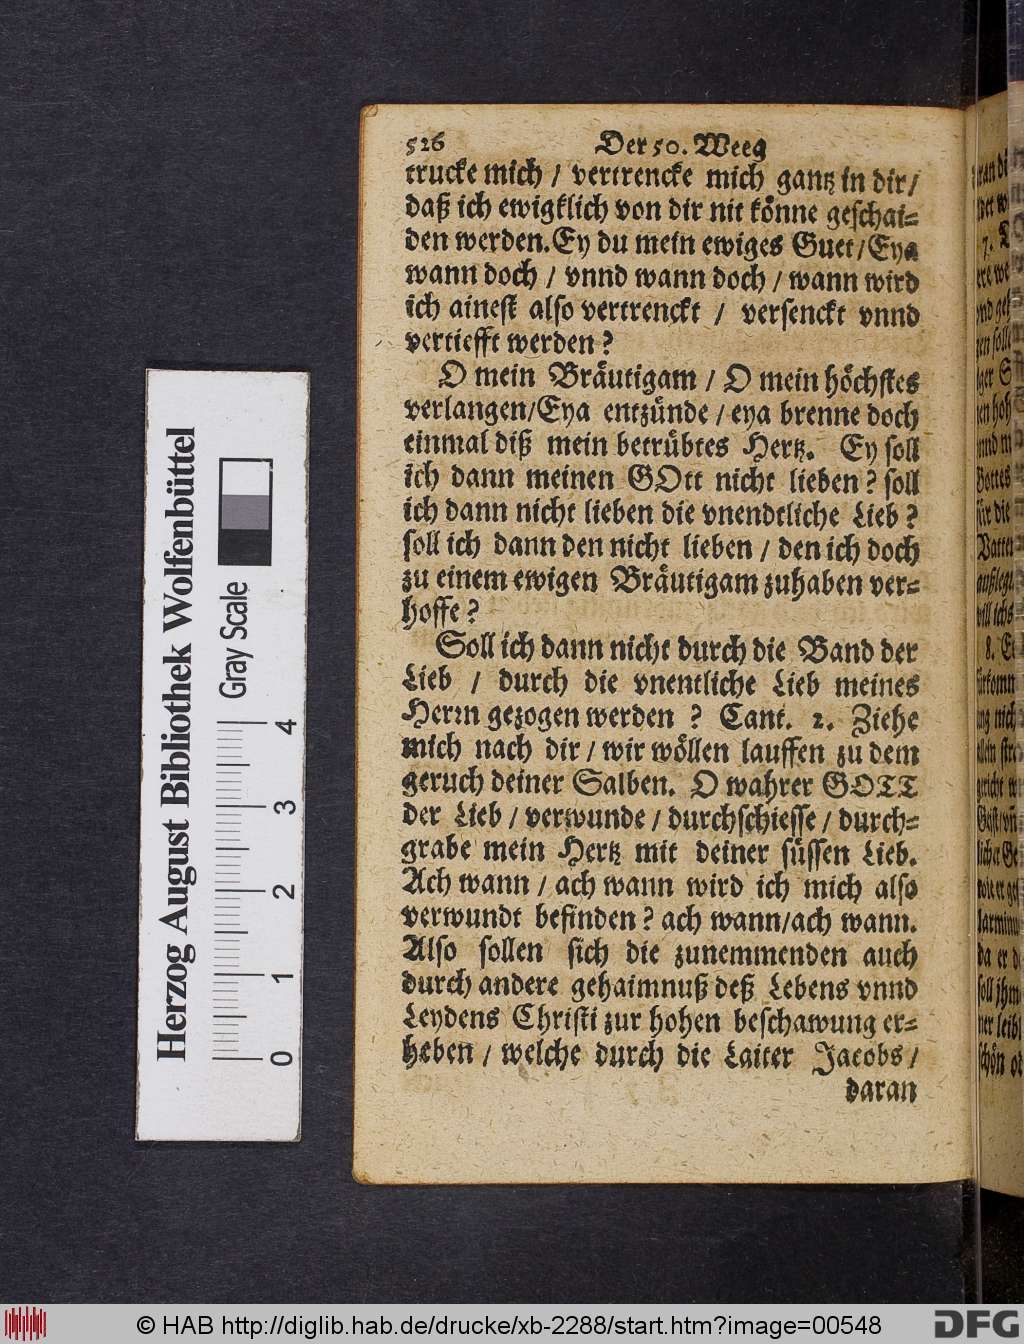 526 Der 50. Weeg
trucke mich / vertrencke mich gantz in dir /
daß ich ewigklich von dir nit könne geschai-
den werden. Ey du mein ewiges Guet / Eya
wann doch / vnnd wann doch / wann wird
ich ainest also vertrenckt / versenckt vnnd
vertiefft werden ?
O mein Bräutigam / O mein höchstes
verlangen / Eya entzünde / eya brenne doch
einmal diß mein betrübtes Hertz. Ey soll
ich dann meinen GOtt nicht lieben ? soll
ich dann nicht lieben die vnendtliche Lieb ?
soll ich dann den nicht lieben / den ich doch
zu einem ewigen Bräutigam zuhaben ver-
hoffe ?
Soll ich dann nicht durch die Band der
Lieb / durch die vnentliche Lieb meines
Herrn gezogen werden ? Cant. 2. Ziehe
mich nach dir / wir wöllen lauffen zu dem
geruch deiner Salben. O wahrer GOTT
der Lieb / verwunde / durchschiesse / durch-
grabe mein Hertz mit deiner süssen Lieb.
Ach wann / ach wann wird ich mich also
verwundt befinden ? ach wann / ach wann.
Also sollen sich die zunemmenden auch
durch andere gehaimnuß deß Lebens vnnd
Leydens Christi zur hohen beschawung er-
heben / welche durch die Laiter Jacobs /
daran
Herzog August Bibliothek Wolfenbüttel
Gray Scale
0 1 2 3 4
© HAB http://diglib.hab.de/drucke/xb-2288/start.htm?image=00548
DFG